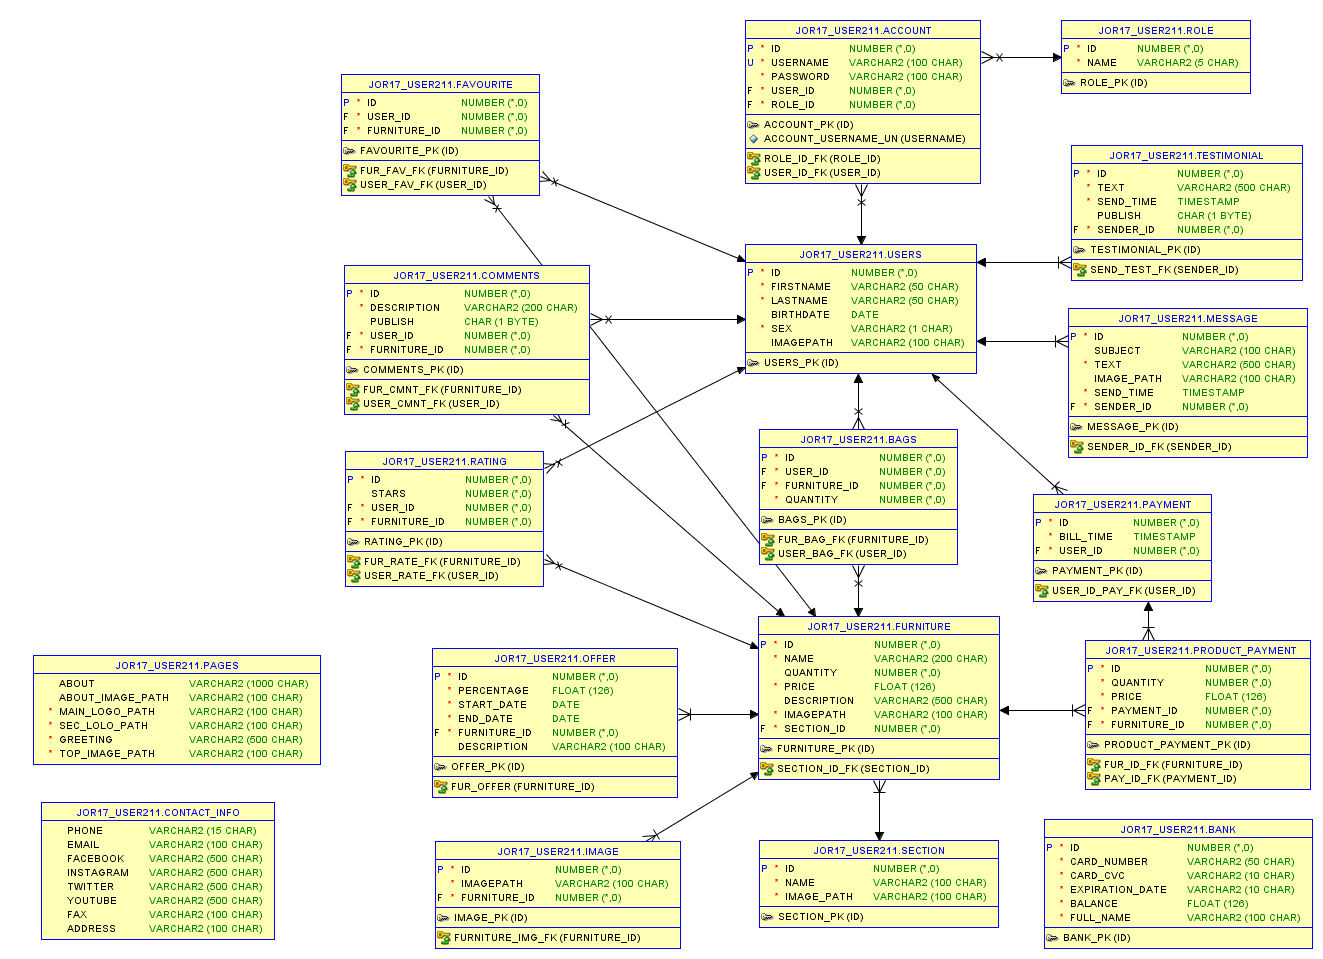 JOR17_USER211.ACCOUNT
P * ID NUMBER (*,0)
U * USERNAME VARCHAR2 (100 CHAR)
* PASSWORD VARCHAR2 (100 CHAR)
F * USER_ID NUMBER (*,0)
F * ROLE_ID NUMBER (*,0)
ACCOUNT_PK (ID)
ACCOUNT_USERNAME_UN (USERNAME)
ROLE_ID_FK (ROLE_ID)
USER_ID_FK (USER_ID)
JOR17_USER211.ROLE
P * ID NUMBER (*,0)
* NAME VARCHAR2 (5 CHAR)
ROLE_PK (ID)
JOR17_USER211.FAVOURITE
P * ID NUMBER (*,0)
F * USER_ID NUMBER (*,0)
F * FURNITURE_ID NUMBER (*,0)
FAVOURITE_PK (ID)
FUR_FAV_FK (FURNITURE_ID)
USER_FAV_FK (USER_ID)
JOR17_USER211.TESTIMONIAL
P * ID NUMBER (*,0)
* TEXT VARCHAR2 (500 CHAR)
* SEND_TIME TIMESTAMP
PUBLISH CHAR (1 BYTE)
F * SENDER_ID NUMBER (*,0)
TESTIMONIAL_PK (ID)
SEND_TEST_FK (SENDER_ID)
JOR17_USER211.USERS
P * ID NUMBER (*,0)
* FIRSTNAME VARCHAR2 (50 CHAR)
* LASTNAME VARCHAR2 (50 CHAR)
BIRTHDATE DATE
* SEX VARCHAR2 (1 CHAR)
IMAGEPATH VARCHAR2 (100 CHAR)
USERS_PK (ID)
JOR17_USER211.COMMENTS
P * ID NUMBER (*,0)
* DESCRIPTION VARCHAR2 (200 CHAR)
PUBLISH CHAR (1 BYTE)
F * USER_ID NUMBER (*,0)
F * FURNITURE_ID NUMBER (*,0)
COMMENTS_PK (ID)
FUR_CMNT_FK (FURNITURE_ID)
USER_CMNT_FK (USER_ID)
JOR17_USER211.MESSAGE
P * ID NUMBER (*,0)
SUBJECT VARCHAR2 (100 CHAR)
* TEXT VARCHAR2 (500 CHAR)
IMAGE_PATH VARCHAR2 (100 CHAR)
* SEND_TIME TIMESTAMP
F * SENDER_ID NUMBER (*,0)
MESSAGE_PK (ID)
SENDER_ID_FK (SENDER_ID)
JOR17_USER211.BAGS
P * ID NUMBER (*,0)
F * USER_ID NUMBER (*,0)
F * FURNITURE_ID NUMBER (*,0)
* QUANTITY NUMBER (*,0)
BAGS_PK (ID)
FUR_BAG_FK (FURNITURE_ID)
USER_BAG_FK (USER_ID)
JOR17_USER211.RATING
P * ID NUMBER (*,0)
STARS NUMBER (*,0)
F * USER_ID NUMBER (*,0)
F * FURNITURE_ID NUMBER (*,0)
RATING_PK (ID)
FUR_RATE_FK (FURNITURE_ID)
USER_RATE_FK (USER_ID)
JOR17_USER211.PAYMENT
P * ID NUMBER (*,0)
* BILL_TIME TIMESTAMP
F * USER_ID NUMBER (*,0)
PAYMENT_PK (ID)
USER_ID_PAY_FK (USER_ID)
JOR17_USER211.FURNITURE
P * ID NUMBER (*,0)
* NAME VARCHAR2 (200 CHAR)
QUANTITY NUMBER (*,0)
* PRICE FLOAT (126)
DESCRIPTION VARCHAR2 (500 CHAR)
* IMAGEPATH VARCHAR2 (100 CHAR)
F * SECTION_ID NUMBER (*,0)
FURNITURE_PK (ID)
SECTION_ID_FK (SECTION_ID)
JOR17_USER211.PRODUCT_PAYMENT
P * ID NUMBER (*,0)
* QUANTITY NUMBER (*,0)
* PRICE FLOAT (126)
F * PAYMENT_ID NUMBER (*,0)
F * FURNITURE_ID NUMBER (*,0)
PRODUCT_PAYMENT_PK (ID)
FUR_ID_FK (FURNITURE_ID)
PAY_ID_FK (PAYMENT_ID)
JOR17_USER211.OFFER
P * ID NUMBER (*,0)
* PERCENTAGE FLOAT (126)
* START_DATE DATE
* END_DATE DATE
F * FURNITURE_ID NUMBER (*,0)
DESCRIPTION VARCHAR2 (100 CHAR)
OFFER_PK (ID)
FUR_OFFER (FURNITURE_ID)
JOR17_USER211.PAGES
ABOUT VARCHAR2 (1000 CHAR)
ABOUT_IMAGE_PATH VARCHAR2 (100 CHAR)
* MAIN_LOGO_PATH VARCHAR2 (100 CHAR)
* SEC_LOLO_PATH VARCHAR2 (100 CHAR)
* GREETING VARCHAR2 (500 CHAR)
* TOP_IMAGE_PATH VARCHAR2 (100 CHAR)
JOR17_USER211.CONTACT_INFO
PHONE VARCHAR2 (15 CHAR)
EMAIL VARCHAR2 (100 CHAR)
FACEBOOK VARCHAR2 (500 CHAR)
INSTAGRAM VARCHAR2 (500 CHAR)
TWITTER VARCHAR2 (500 CHAR)
YOUTUBE VARCHAR2 (500 CHAR)
FAX VARCHAR2 (100 CHAR)
ADDRESS VARCHAR2 (100 CHAR)
JOR17_USER211.IMAGE
P * ID NUMBER (*,0)
* IMAGEPATH VARCHAR2 (100 CHAR)
F * FURNITURE_ID NUMBER (*,0)
IMAGE_PK (ID)
FURNITURE_IMG_FK (FURNITURE_ID)
JOR17_USER211.SECTION
P * ID NUMBER (*,0)
* NAME VARCHAR2 (100 CHAR)
* IMAGE_PATH VARCHAR2 (100 CHAR)
SECTION_PK (ID)
JOR17_USER211.BANK
P * ID NUMBER (*,0)
* CARD_NUMBER VARCHAR2 (50 CHAR)
* CARD_CVC VARCHAR2 (10 CHAR)
* EXPIRATION_DATE VARCHAR2 (10 CHAR)
* BALANCE FLOAT (126)
* FULL_NAME VARCHAR2 (100 CHAR)
BANK_PK (ID)